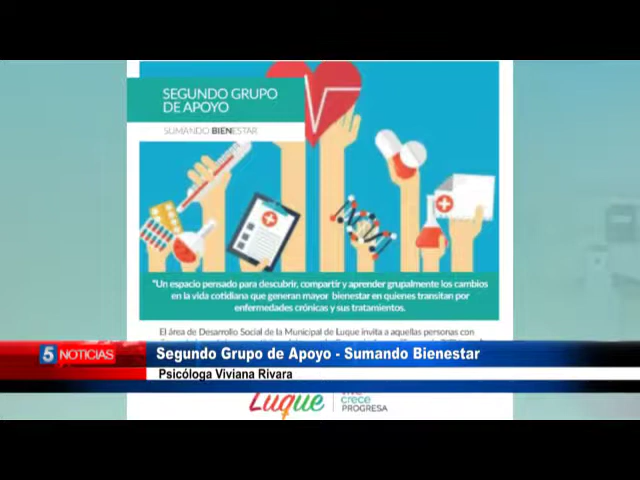 SEGUNDO GRUPO
DE APOYO
SUMANDO BIENESTAR
"Un espacio pensado para descubrir, compartir y aprender grupalmente los cambios
en la vida cotidiana que generan mayor bienestar en quienes transitan por
enfermedades crónicas y sus tratamientos.
El área de Desarrollo Social de la Municipal de Luque invita a aquellas personas con
5 NOTICIAS
Segundo Grupo de Apoyo - Sumando Bienestar
Psicóloga Viviana Rivara
Luque
crece
PROGRESA